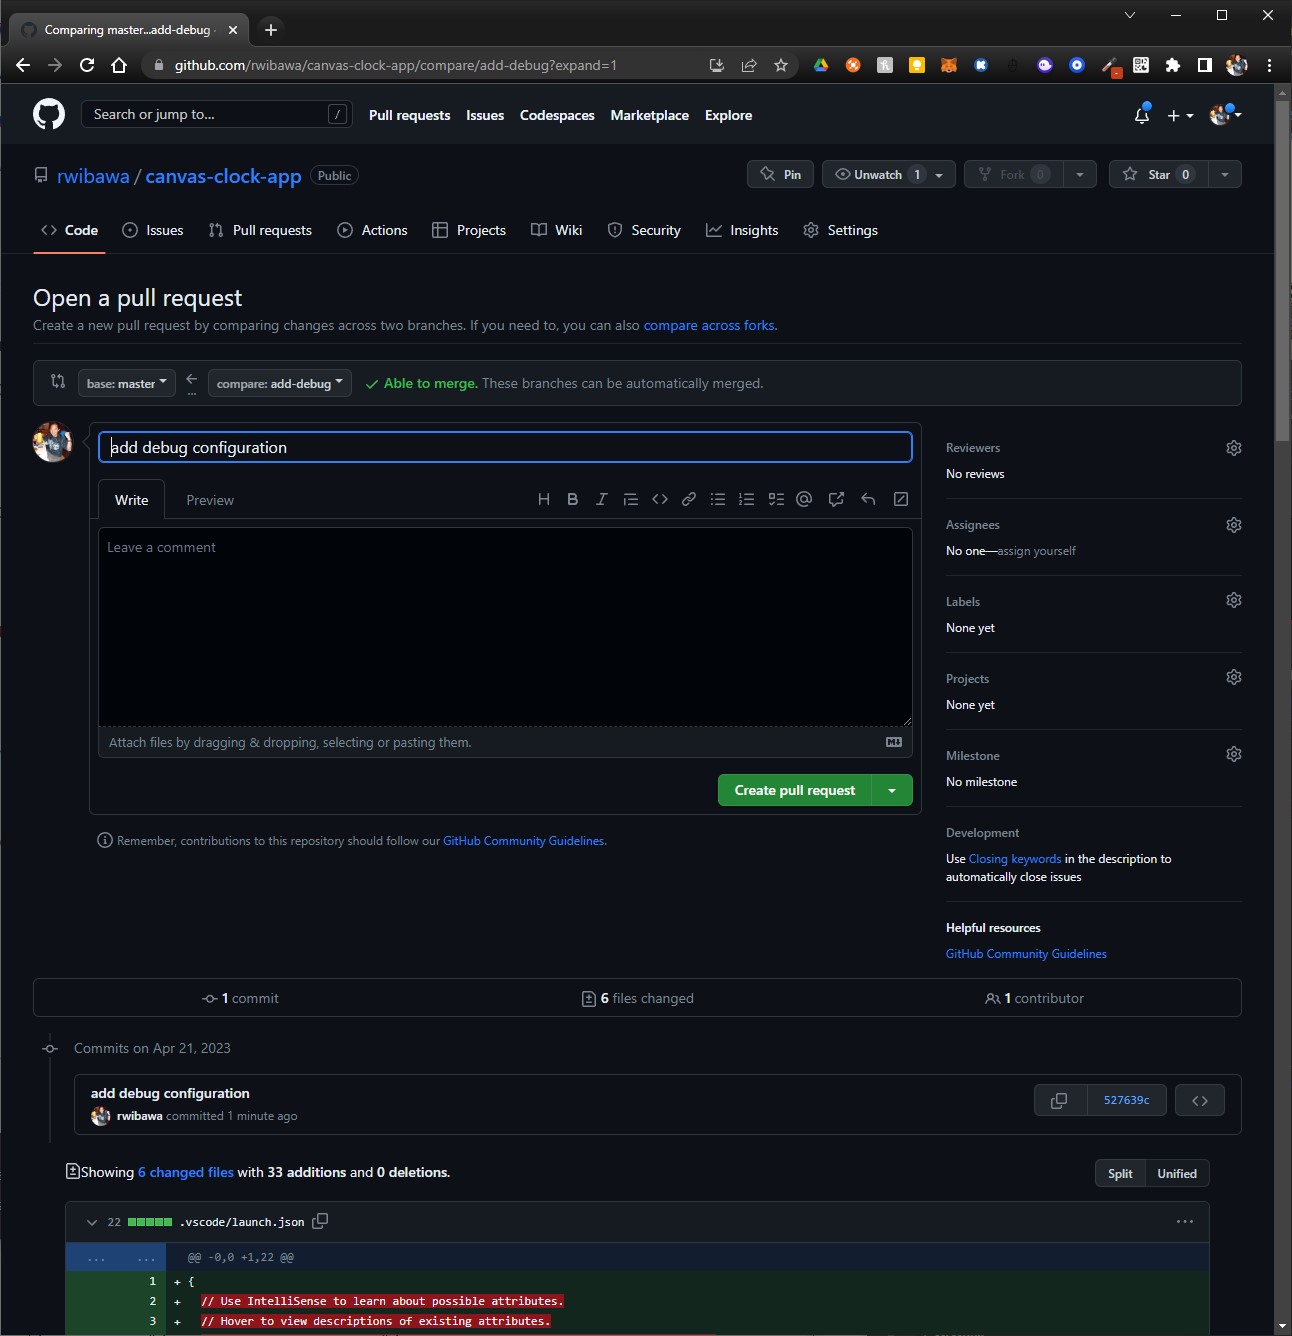 Comparing master...add-debug ·
github.com/rwibawa/canvas-clock-app/compare/add-debug?expand=1
Search or jump to... / Pull requests Issues Codespaces Marketplace Explore
rwibawa / canvas-clock-app Public Pin Unwatch 1 Fork 0 Star 0
Code Issues Pull requests Actions Projects Wiki Security Insights Settings
Open a pull request
Create a new pull request by comparing changes across two branches. If you need to, you can also compare across forks.
base: master compare: add-debug Able to merge. These branches can be automatically merged.
add debug configuration
Write Preview
Leave a comment
Attach files by dragging & dropping, selecting or pasting them.
Create pull request
Remember, contributions to this repository should follow our GitHub Community Guidelines.
Reviewers
No reviews
Assignees
No one—assign yourself
Labels
None yet
Projects
None yet
Milestone
No milestone
Development
Use Closing keywords in the description to
automatically close issues
Helpful resources
GitHub Community Guidelines
1 commit 6 files changed 1 contributor
Commits on Apr 21, 2023
add debug configuration
rwibawa committed 1 minute ago
527639c
Showing 6 changed files with 33 additions and 0 deletions.
Split Unified
22 .vscode/launch.json
... ... @@ -0,0 +1,22 @@
1 + {
2 + // Use IntelliSense to learn about possible attributes.
3 + // Hover to view descriptions of existing attributes.